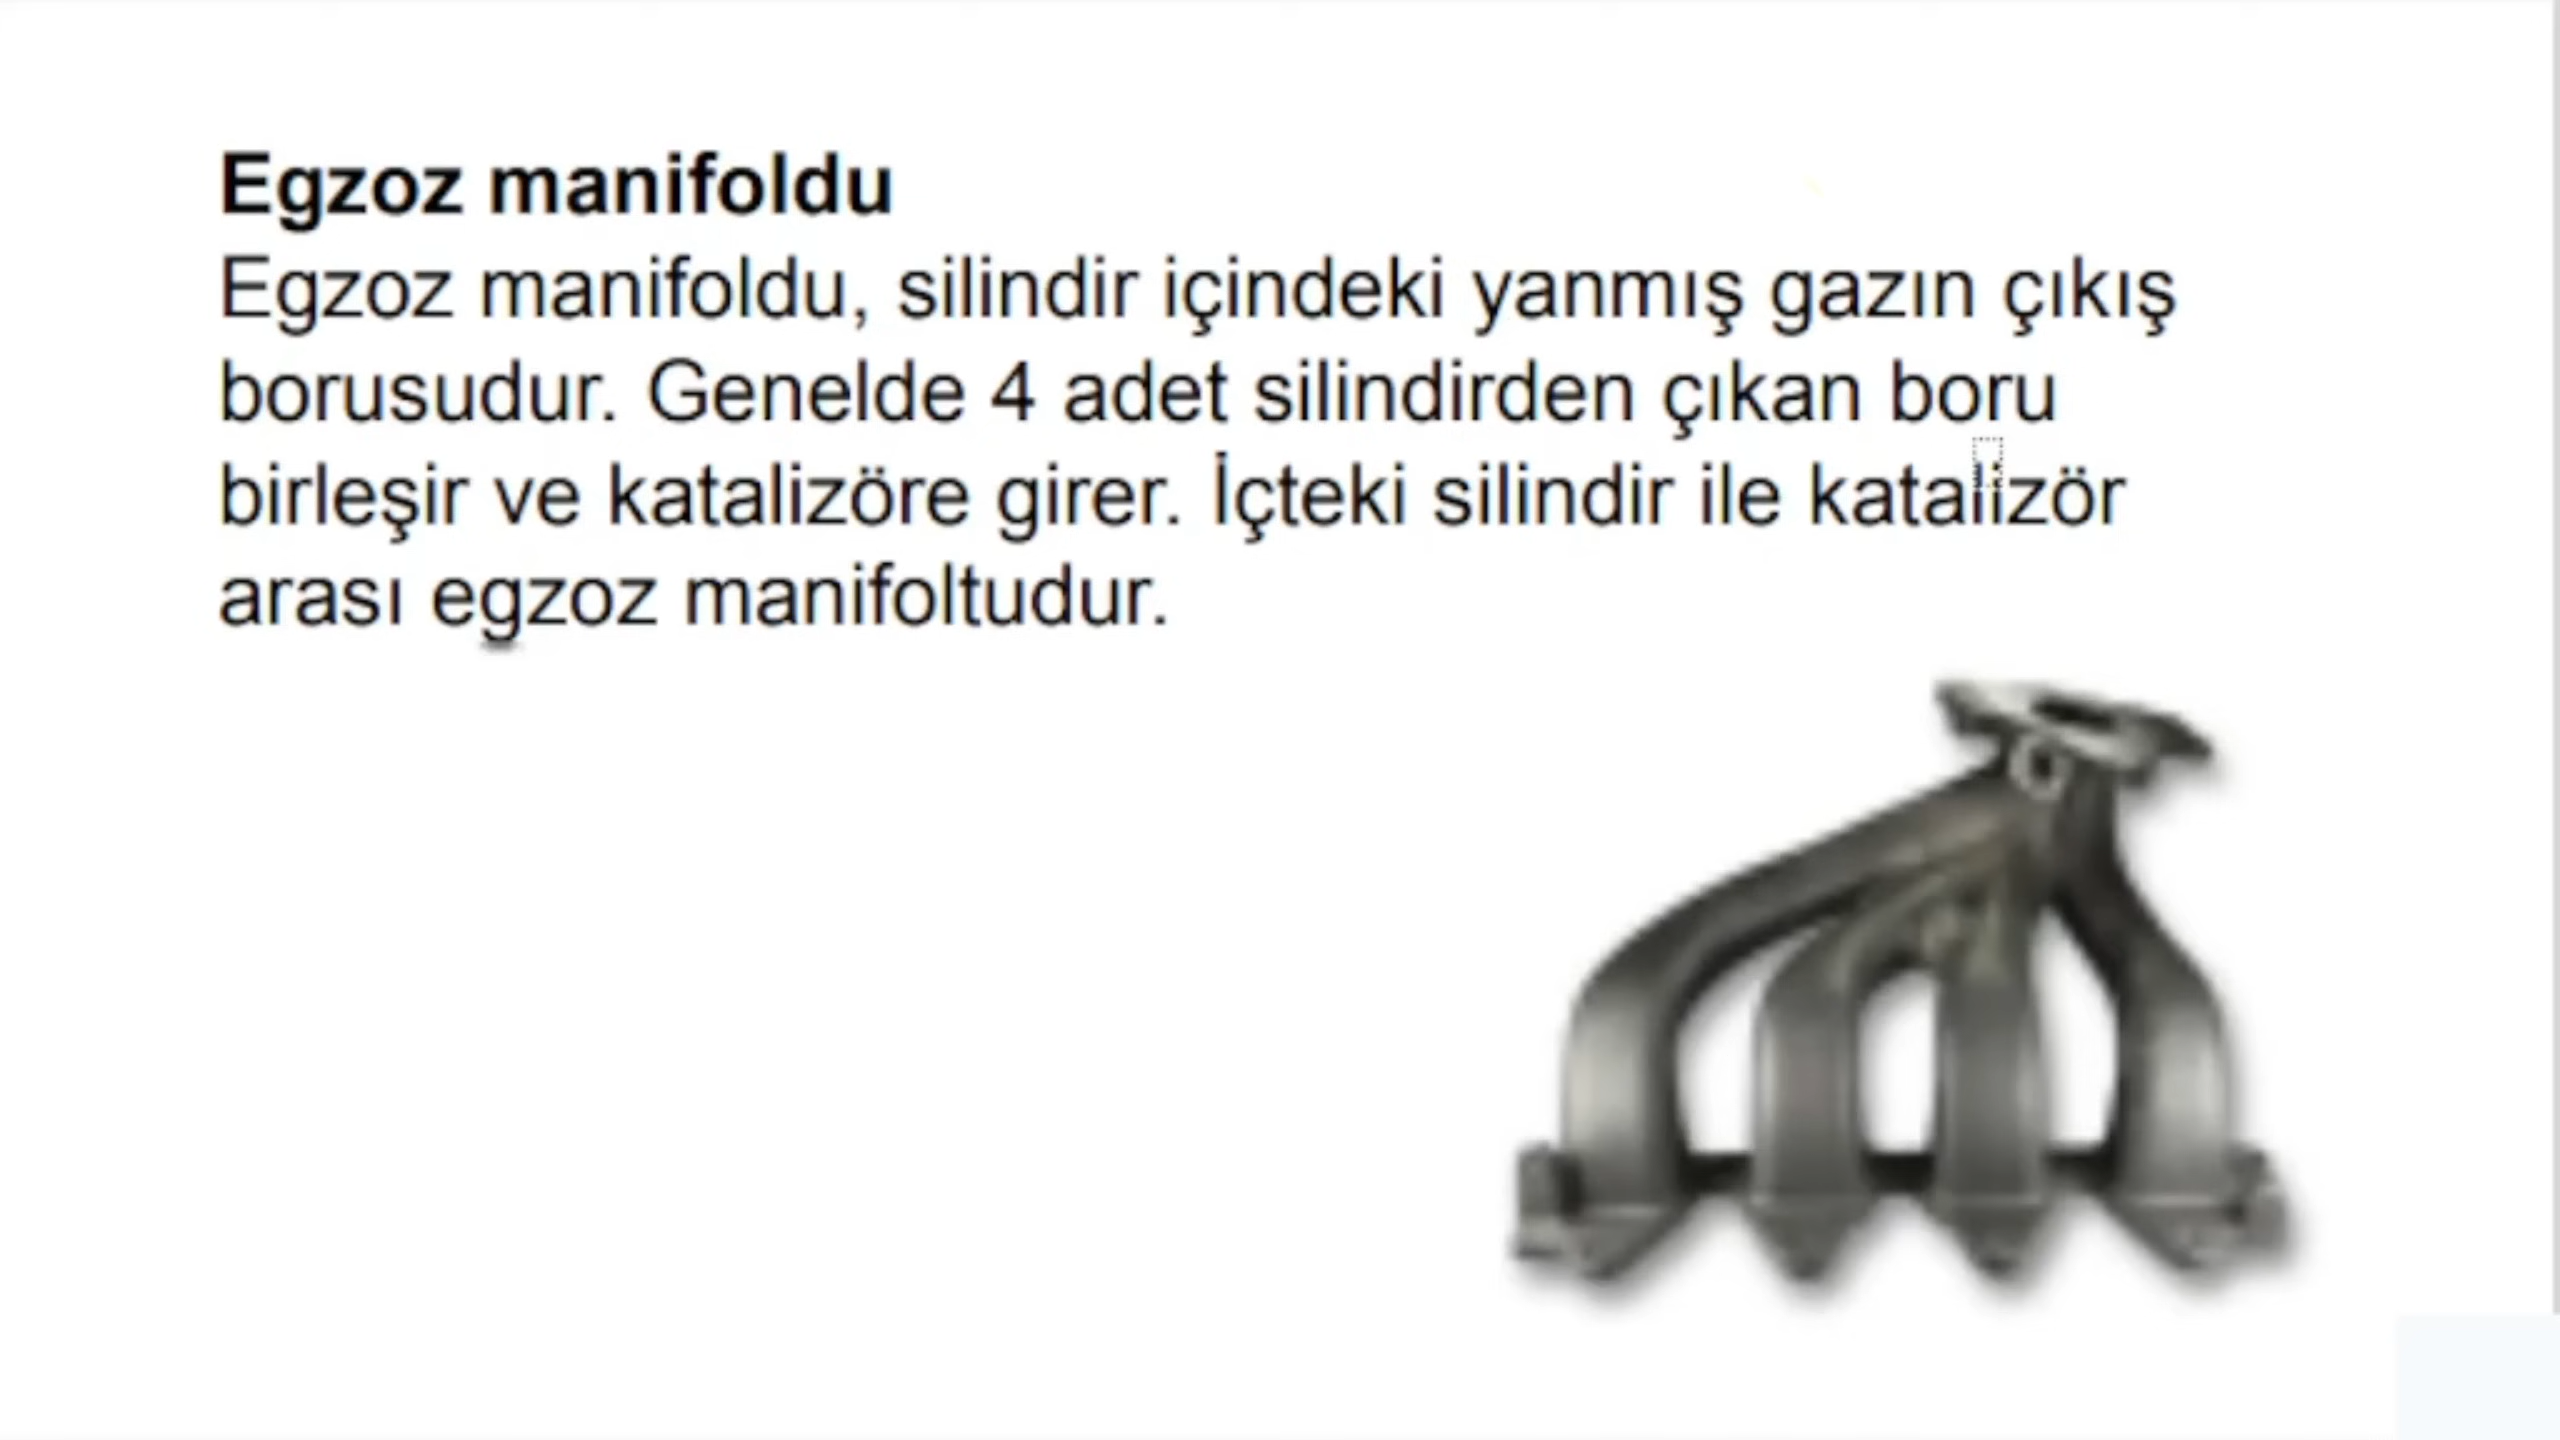 Egzoz manifoldu
Egzoz manifoldu, silindir içindeki yanmış gazın çıkış
borusudur. Genelde 4 adet silindirden çıkan boru
birleşir ve katalizöre girer. İçteki silindir ile katalizör
arası egzoz manifoltudur.